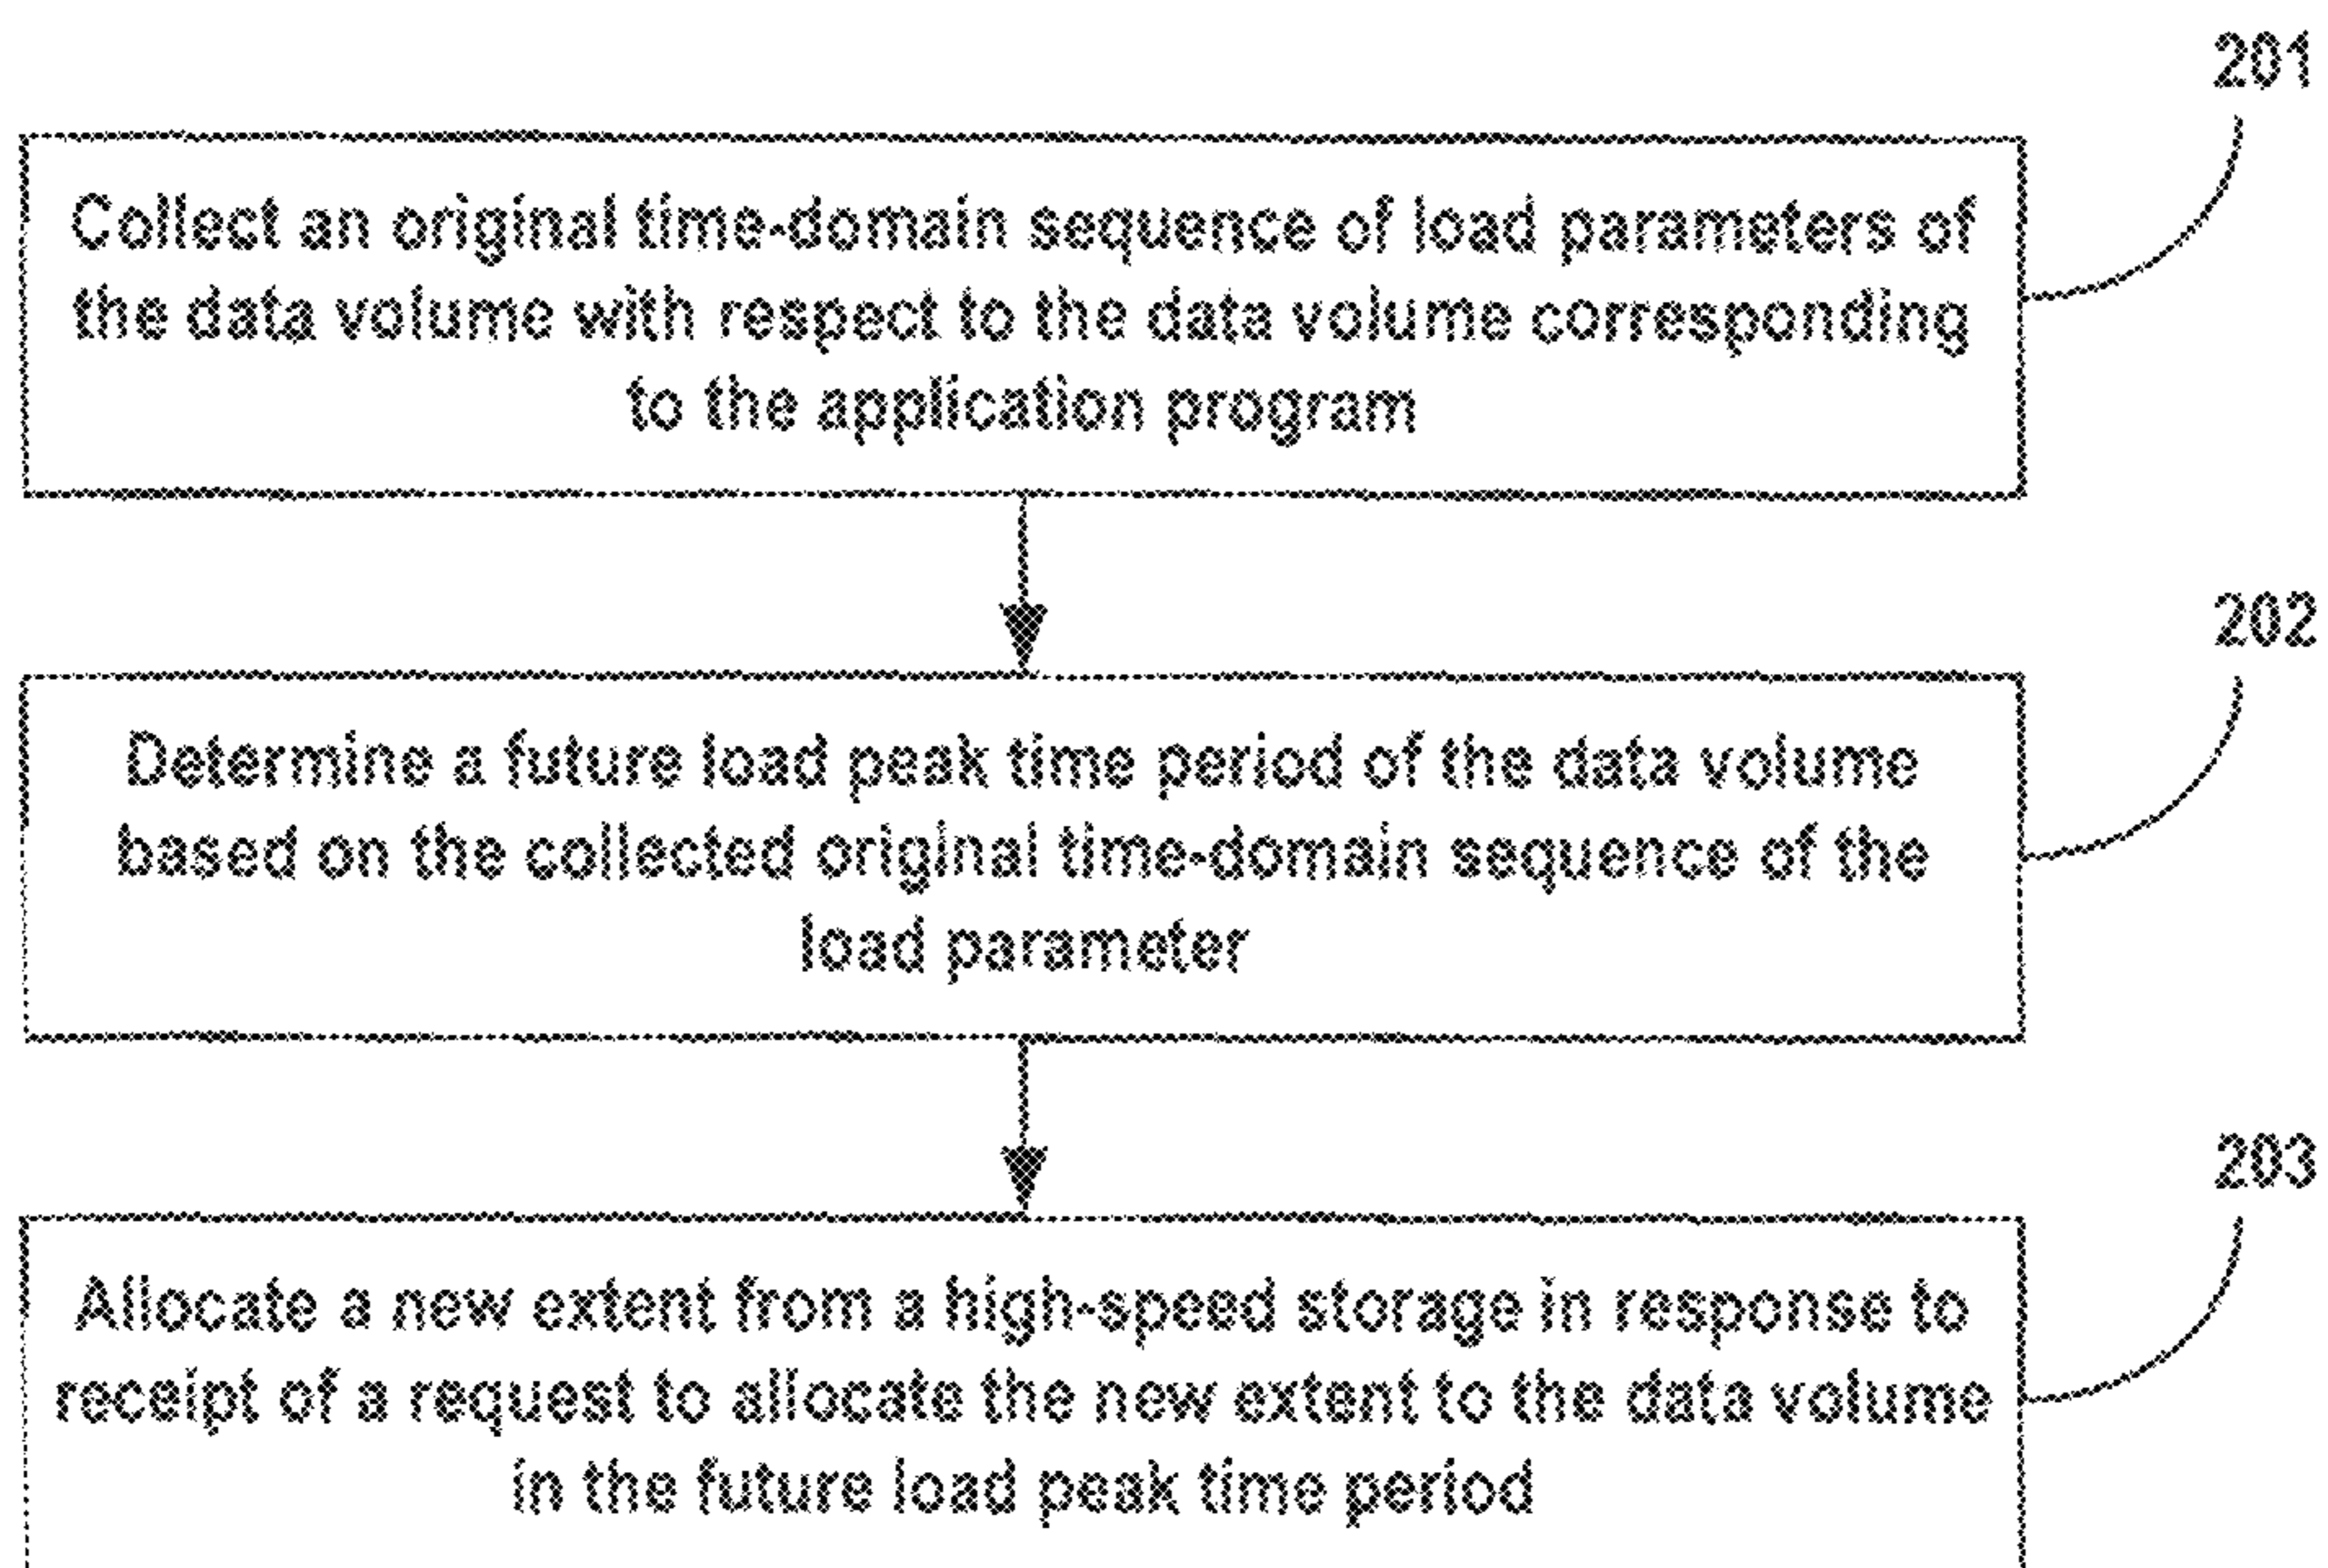 201
Collect an original time-domain sequence of load parameters of
the data volume with respect to the data volume corresponding
to the application program
202
Determine a future load peak time period of the data volume
based on the collected original time-domain sequence of the
load parameter
203
Allocate a new extent from a high-speed storage in response to
receipt of a request to allocate the new extent to the data volume
in the future load peak time period